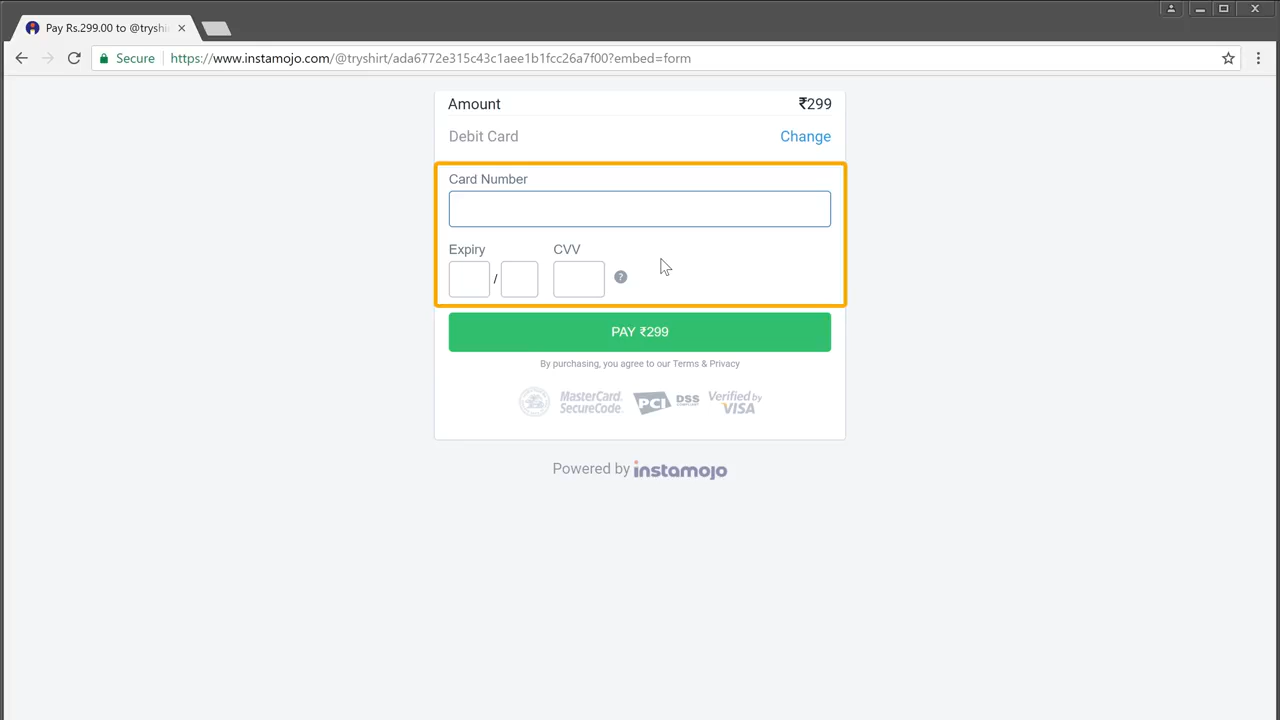 Pay Rs.299.00 to @tryshir
Secure https://www.instamojo.com/@tryshirt/ada6772e315c43c1aee1b1fcc26a7f00?embed=form
Amount ₹299
Debit Card Change
Card Number
Expiry CVV
/ ?
PAY ₹299
By purchasing, you agree to our Terms & Privacy
MasterCard. SecureCode. PCI DSS COMPLIANT Verified by VISA
Powered by instamojo